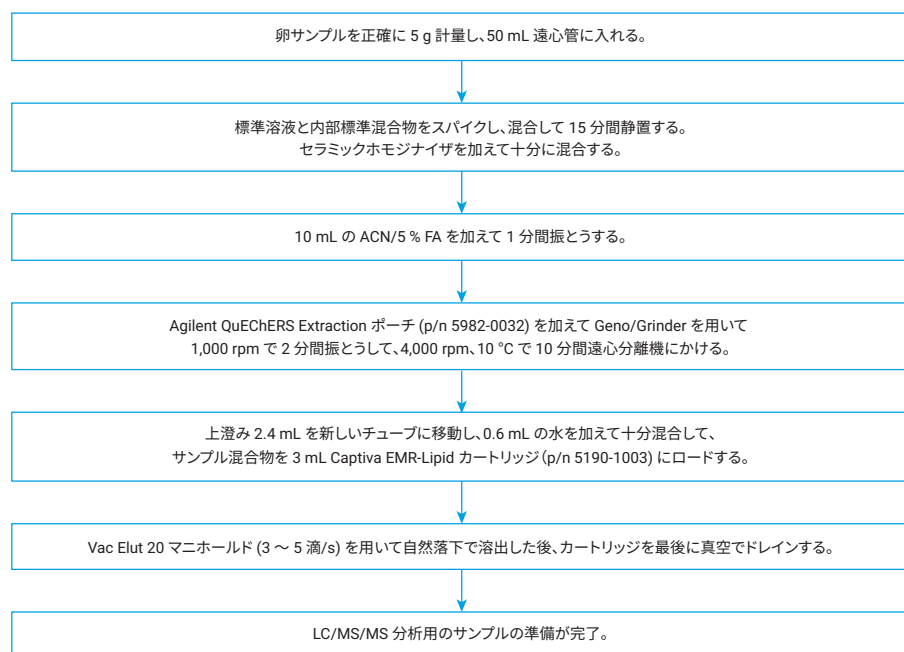 卵サンプルを正確に 5 g 計量し、50 mL 遠心管に入れる。
標準溶液と内部標準混合物をスパイクし、混合して 15 分間静置する。
セラミックホモジナイザを加えて十分に混合する。
10 mL の ACN/5 % FA を加えて 1 分間振とうする。
Agilent QuEChERS Extraction ポーチ (p/n 5982-0032) を加えて Geno/Grinder を用いて
1,000 rpm で 2 分間振とうして、4,000 rpm、10 °C で 10 分間遠心分離機にかける。
上澄み 2.4 mL を新しいチューブに移動し、0.6 mL の水を加えて十分混合して、
サンプル混合物を 3 mL Captiva EMR-Lipid カートリッジ (p/n 5190-1003) にロードする。
Vac Elut 20 マニホールド (3 ～ 5 滴/s) を用いて自然落下で溶出した後、カートリッジを最後に真空でドレインする。
LC/MS/MS 分析用のサンプルの準備が完了。